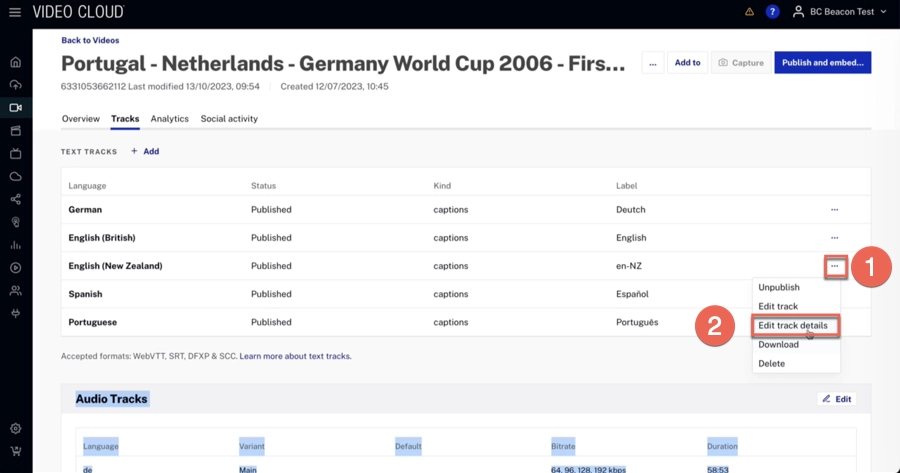 VIDEO CLOUD
? BC Beacon Test
Back to Videos
Portugal - Netherlands - Germany World Cup 2006 - Firs...
... Add to Capture Publish and embed...
6331053662112 Last modified 13/10/2023, 09:54 Created 12/07/2023, 10:45
Overview Tracks Analytics Social activity
TEXT TRACKS + Add
Language Status Kind Label
German Published captions Deutch ...
English (British) Published captions English ...
English (New Zealand) Published captions en-NZ ... 1
Spanish Published captions Español
Portuguese Published captions Português
Unpublish
Edit track
2 Edit track details
Download
Delete
Accepted formats: WebVTT, SRT, DFXP & SCC. Learn more about text tracks.
Audio Tracks Edit
Language Variant Default Bitrate Duration
de Main 64, 96, 128, 192 kbps 58:53